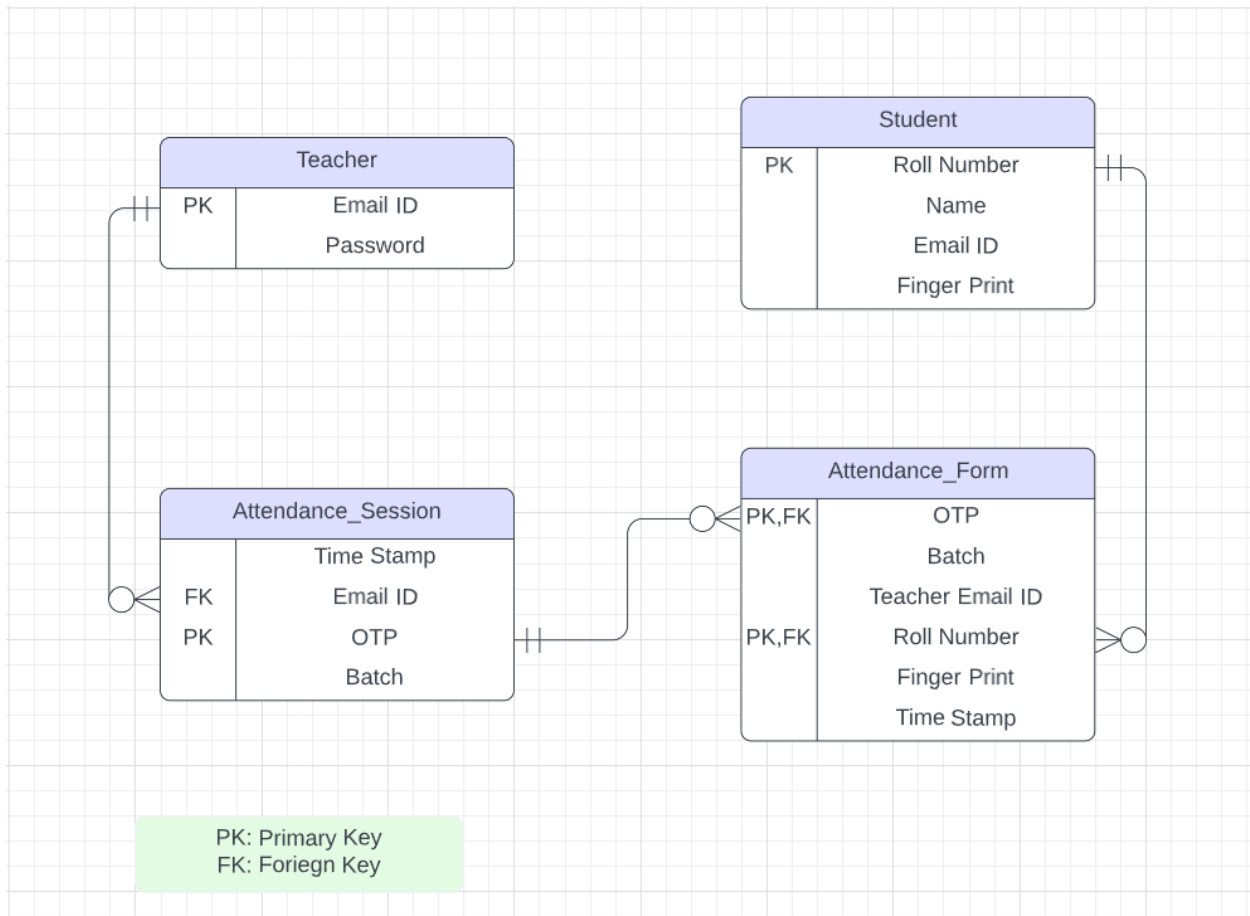 Teacher
PK Email ID
Password
Student
PK Roll Number
Name
Email ID
Finger Print
Attendance_Session
Time Stamp
FK Email ID
PK OTP
Batch
Attendance_Form
PK,FK OTP
Batch
Teacher Email ID
PK,FK Roll Number
Finger Print
Time Stamp
PK: Primary Key
FK: Foriegn Key